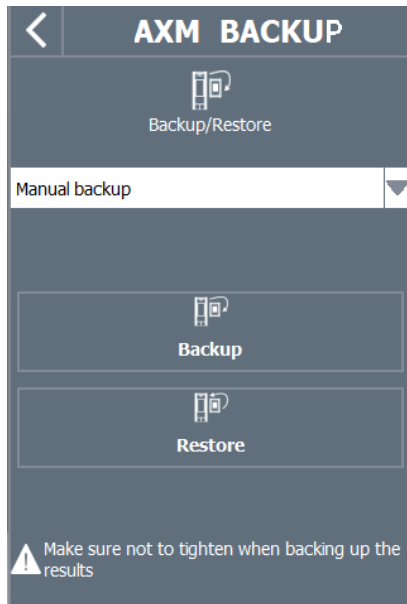 AXM BACKUP
Backup/Restore
Manual backup
Backup
Restore
Make sure not to tighten when backing up the
results